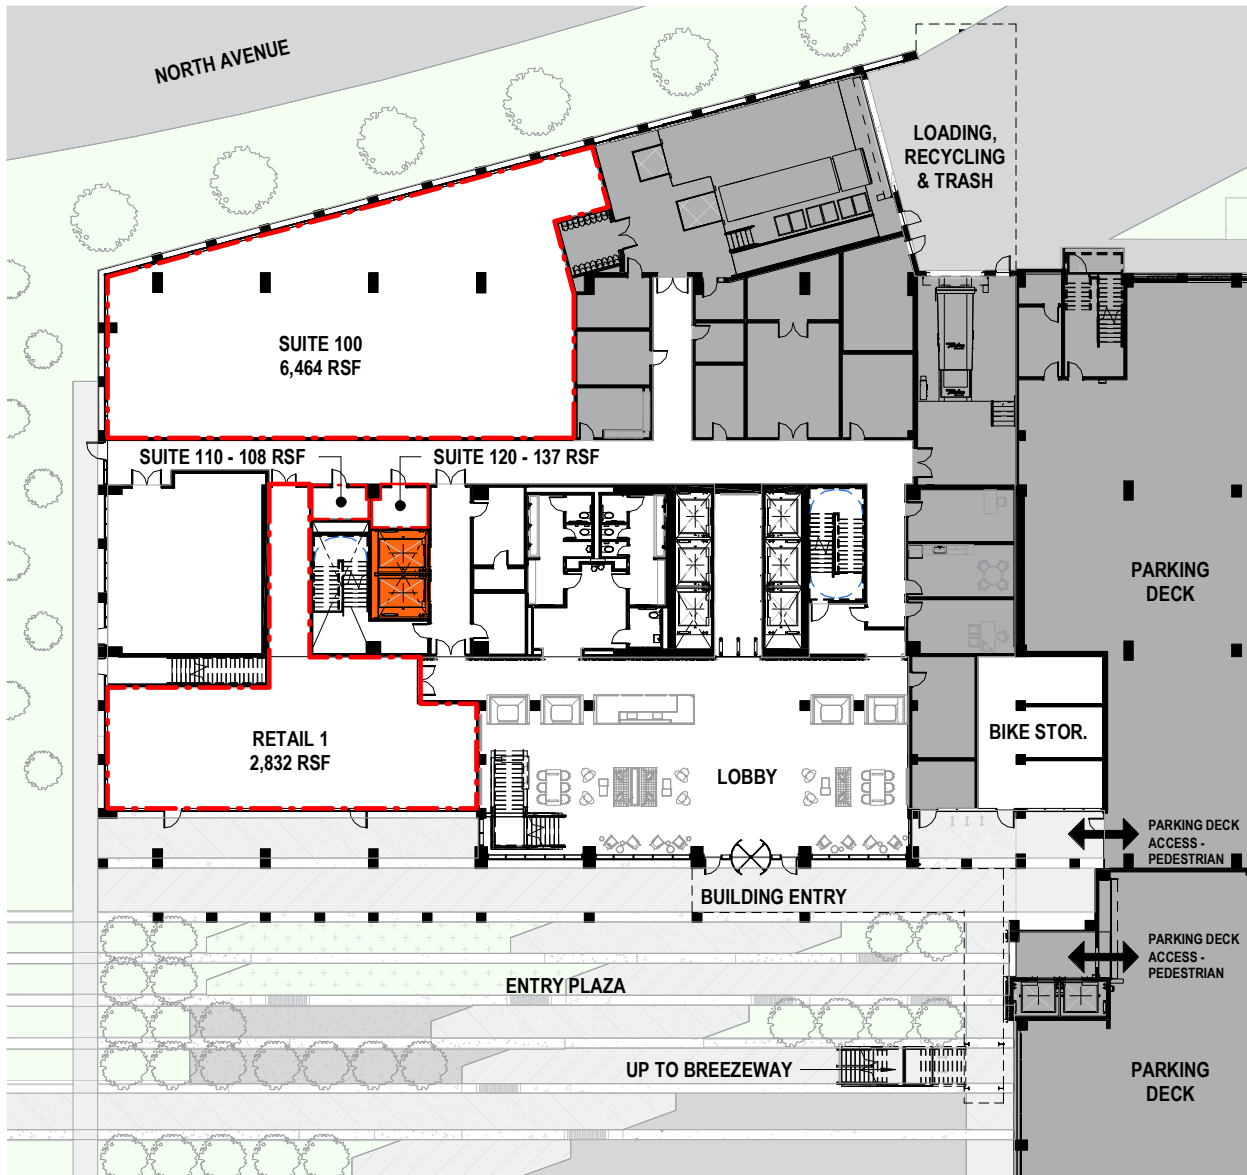 NORTH AVENUE
LOADING,
RECYCLING
& TRASH
SUITE 100
6,464 RSF
SUITE 110 - 108 RSF
SUITE 120 - 137 RSF
PARKING
DECK
RETAIL 1
2,832 RSF
LOBBY
BIKE STOR.
PARKING DECK
ACCESS -
PEDESTRIAN
BUILDING ENTRY
PARKING DECK
ACCESS -
PEDESTRIAN
ENTRY PLAZA
UP TO BREEZEWAY
PARKING
DECK